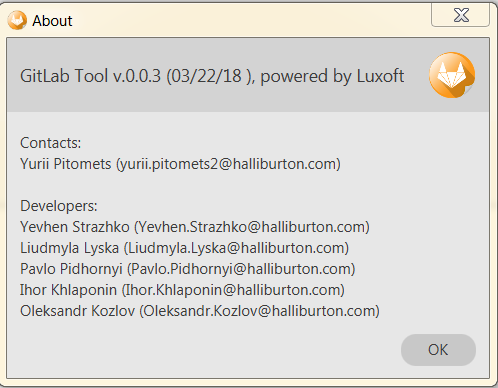 About
GitLab Tool v.0.0.3 (03/22/18 ), powered by Luxoft
Contacts:
Yurii Pitomets (yurii.pitomets2@halliburton.com)
Developers:
Yevhen Strazhko (Yevhen.Strazhko@halliburton.com)
Liudmyla Lyska (Liudmyla.Lyska@halliburton.com)
Pavlo Pidhornyi (Pavlo.Pidhornyi@halliburton.com)
Ihor Khlaponin (Ihor.Khlaponin@halliburton.com)
Oleksandr Kozlov (Oleksandr.Kozlov@halliburton.com)
OK